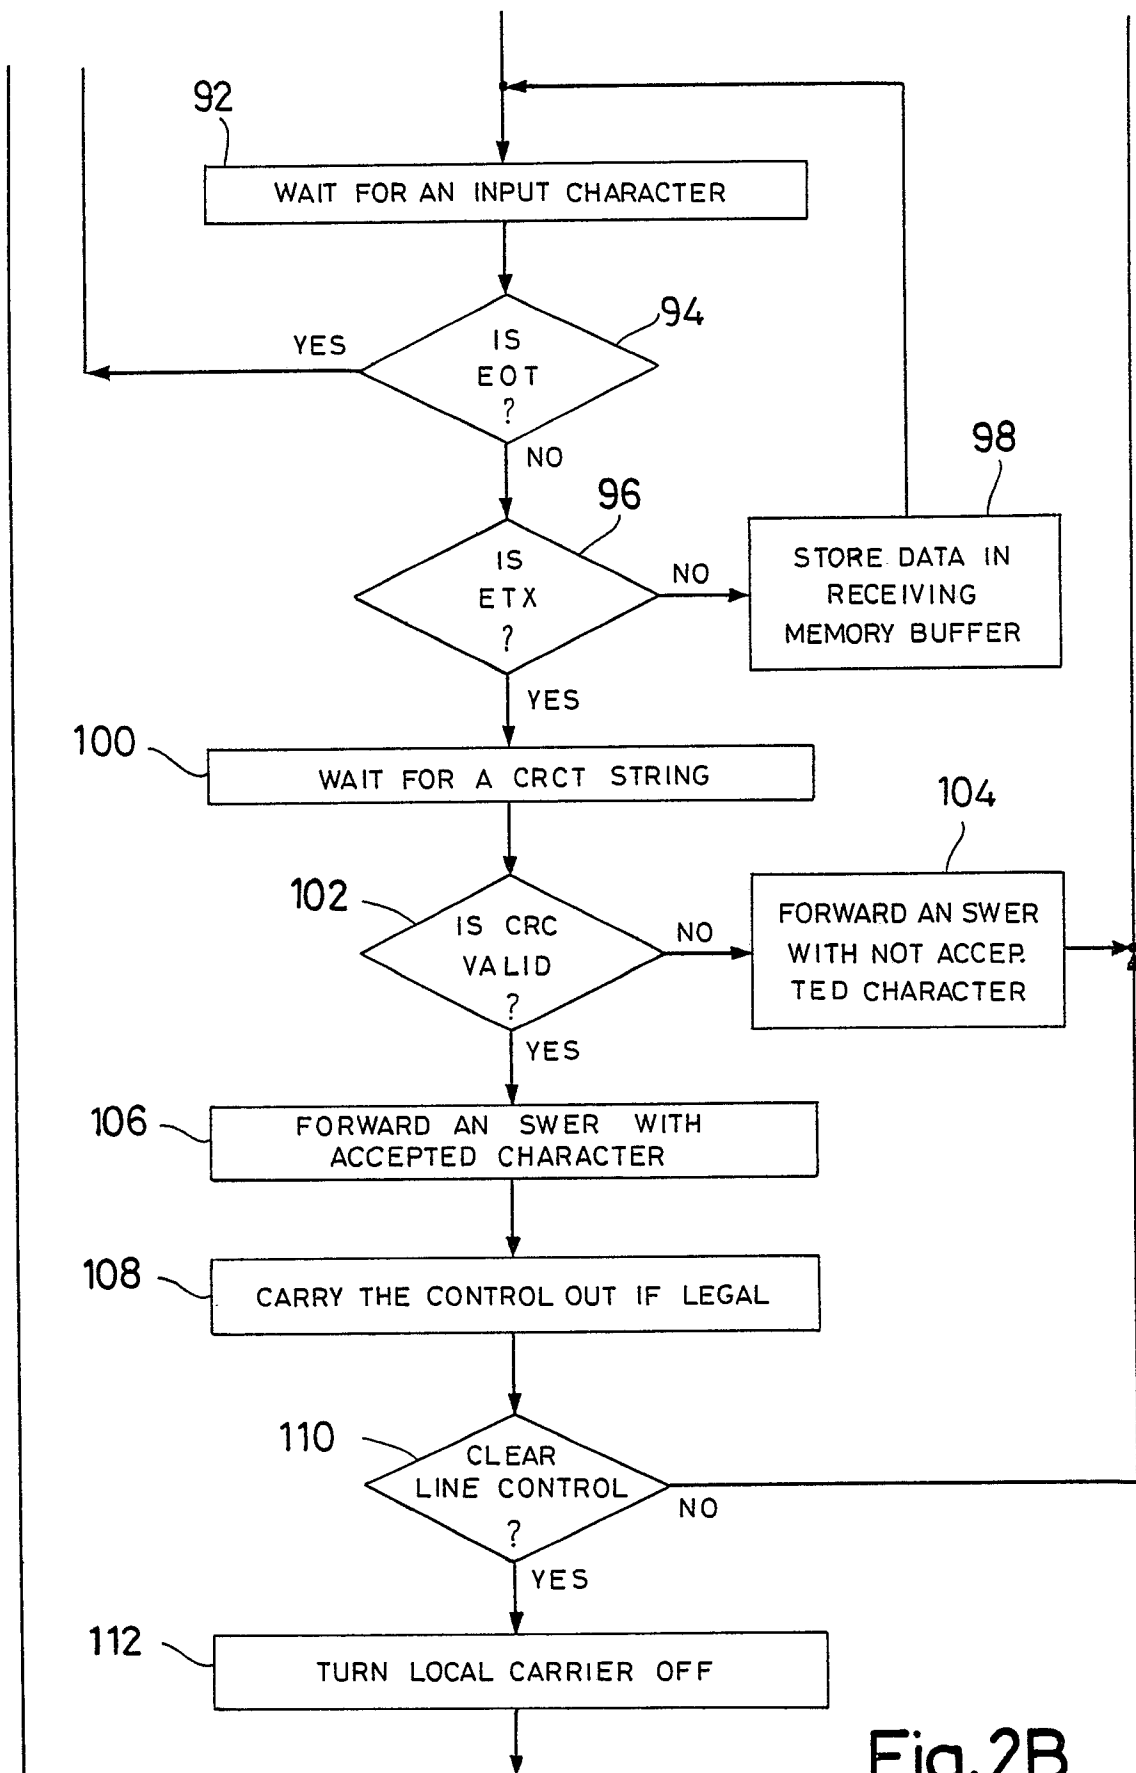 92
WAIT FOR AN INPUT CHARACTER
94
IS
EOT
?
YES
NO
96
IS
ETX
?
NO
YES
98
STORE DATA IN
RECEIVING
MEMORY BUFFER
100
WAIT FOR A CRCT STRING
102
IS CRC
VALID
?
NO
YES
104
FORWARD AN SWER
WITH NOT ACCEP.
TED CHARACTER
106
FORWARD AN SWER WITH
ACCEPTED CHARACTER
108
CARRY THE CONTROL OUT IF LEGAL
110
CLEAR
LINE CONTROL
?
NO
YES
112
TURN LOCAL CARRIER OFF
Fig.2B